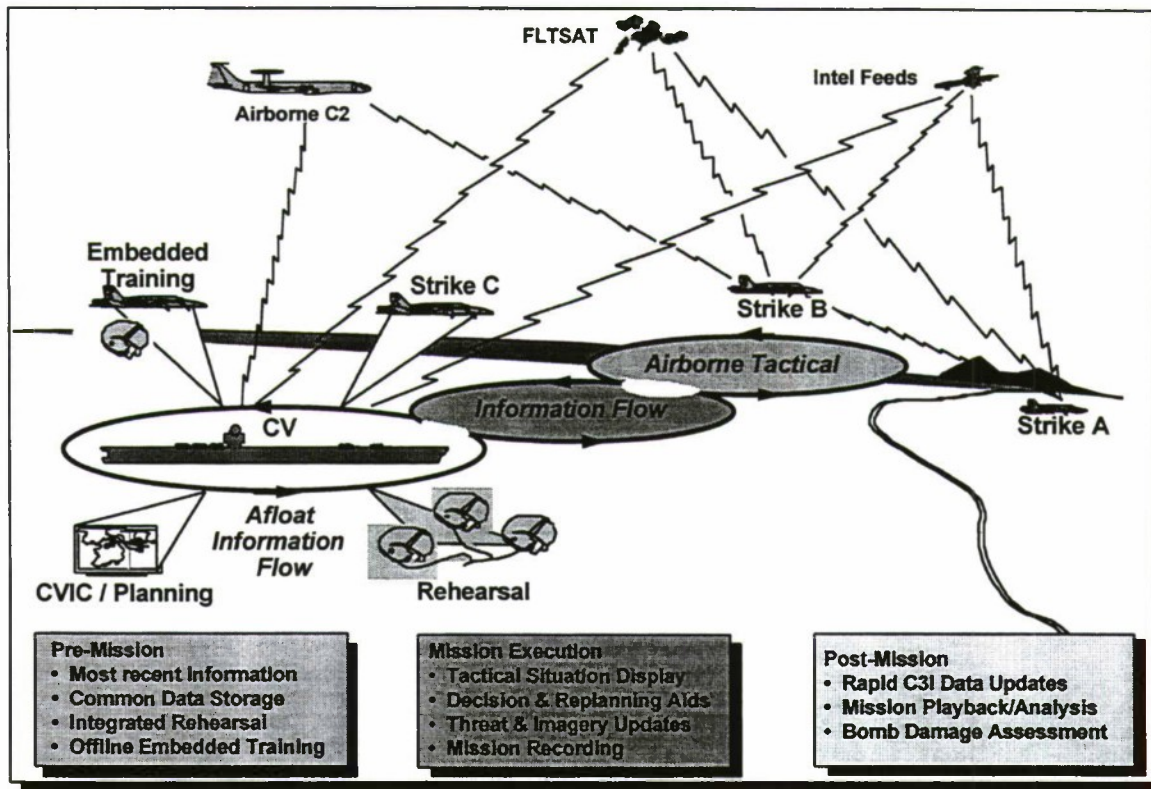 FLTSAT
Intel Feeds
Airborne C2
Embedded
Training
Strike C
Strike B
Airborne Tactical
Information Flow
CV
Strike A
Afloat
Information
Flow
CVIC / Planning
Rehearsal
Pre-Mission
• Most recent Information
• Common Data Storage
• Integrated Rehearsal
• Offline Embedded Training
Mission Execution
• Tactical Situation Display
• Decision & Replanning Aids
• Threat & Imagery Updates
• Mission Recording
Post-Mission
• Rapid C3I Data Updates
• Mission Playback/Analysis
• Bomb Damage Assessment